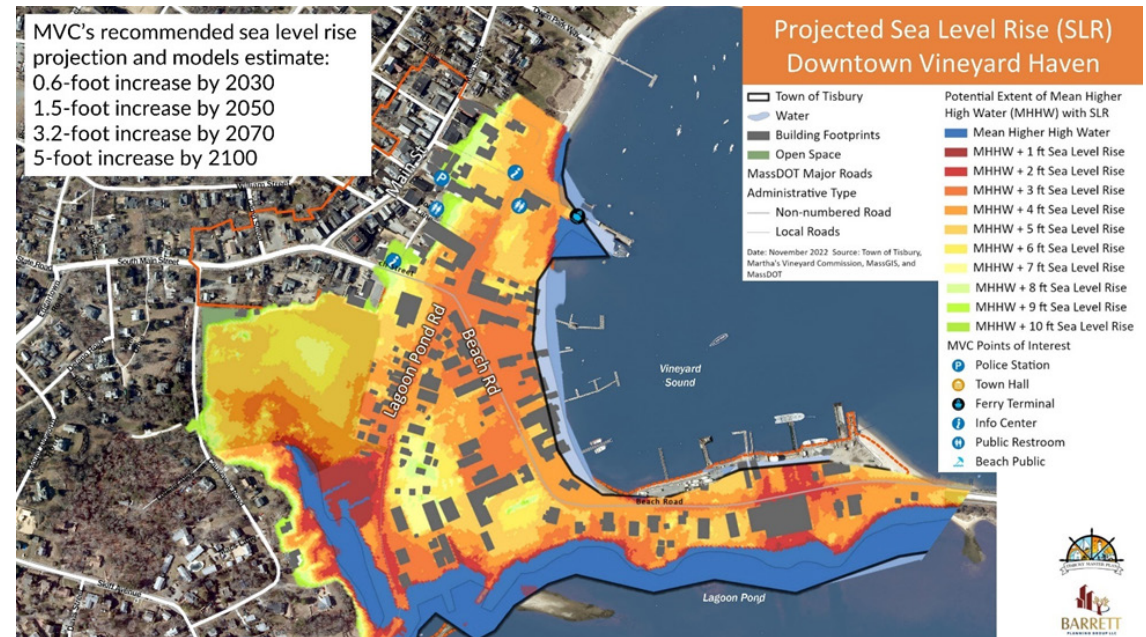 MVC's recommended sea level rise
projection and models estimate:
0.6-foot increase by 2030
1.5-foot increase by 2050
3.2-foot increase by 2070
5-foot increase by 2100
Projected Sea Level Rise (SLR)
Downtown Vineyard Haven
Town of Tisbury
Water
Building Footprints
Open Space
MassDOT Major Roads
Administrative Type
Non-numbered Road
Local Roads
Date: November 2022 Source: Town of Tisbury,
Martha's Vineyard Commission, MassGIS, and
MassDOT
Potential Extent of Mean Higher
High Water (MHHW) with SLR
Mean Higher High Water
MHHW + 1 ft Sea Level Rise
MHHW + 2 ft Sea Level Rise
MHHW + 3 ft Sea Level Rise
MHHW + 4 ft Sea Level Rise
MHHW + 5 ft Sea Level Rise
MHHW + 6 ft Sea Level Rise
MHHW + 7 ft Sea Level Rise
MHHW + 8 ft Sea Level Rise
MHHW + 9 ft Sea Level Rise
MHHW + 10 ft Sea Level Rise
MVC Points of Interest
Police Station
Town Hall
Ferry Terminal
Info Center
Public Restroom
Beach Public
Main St
William Street
South Main Street
State Road
Lagoon Pond Rd
Beach Rd
Vineyard
Sound
Beach Road
Skiff Avenue
Lagoon Pond
BARRETT
PLANNING GROUP LLC